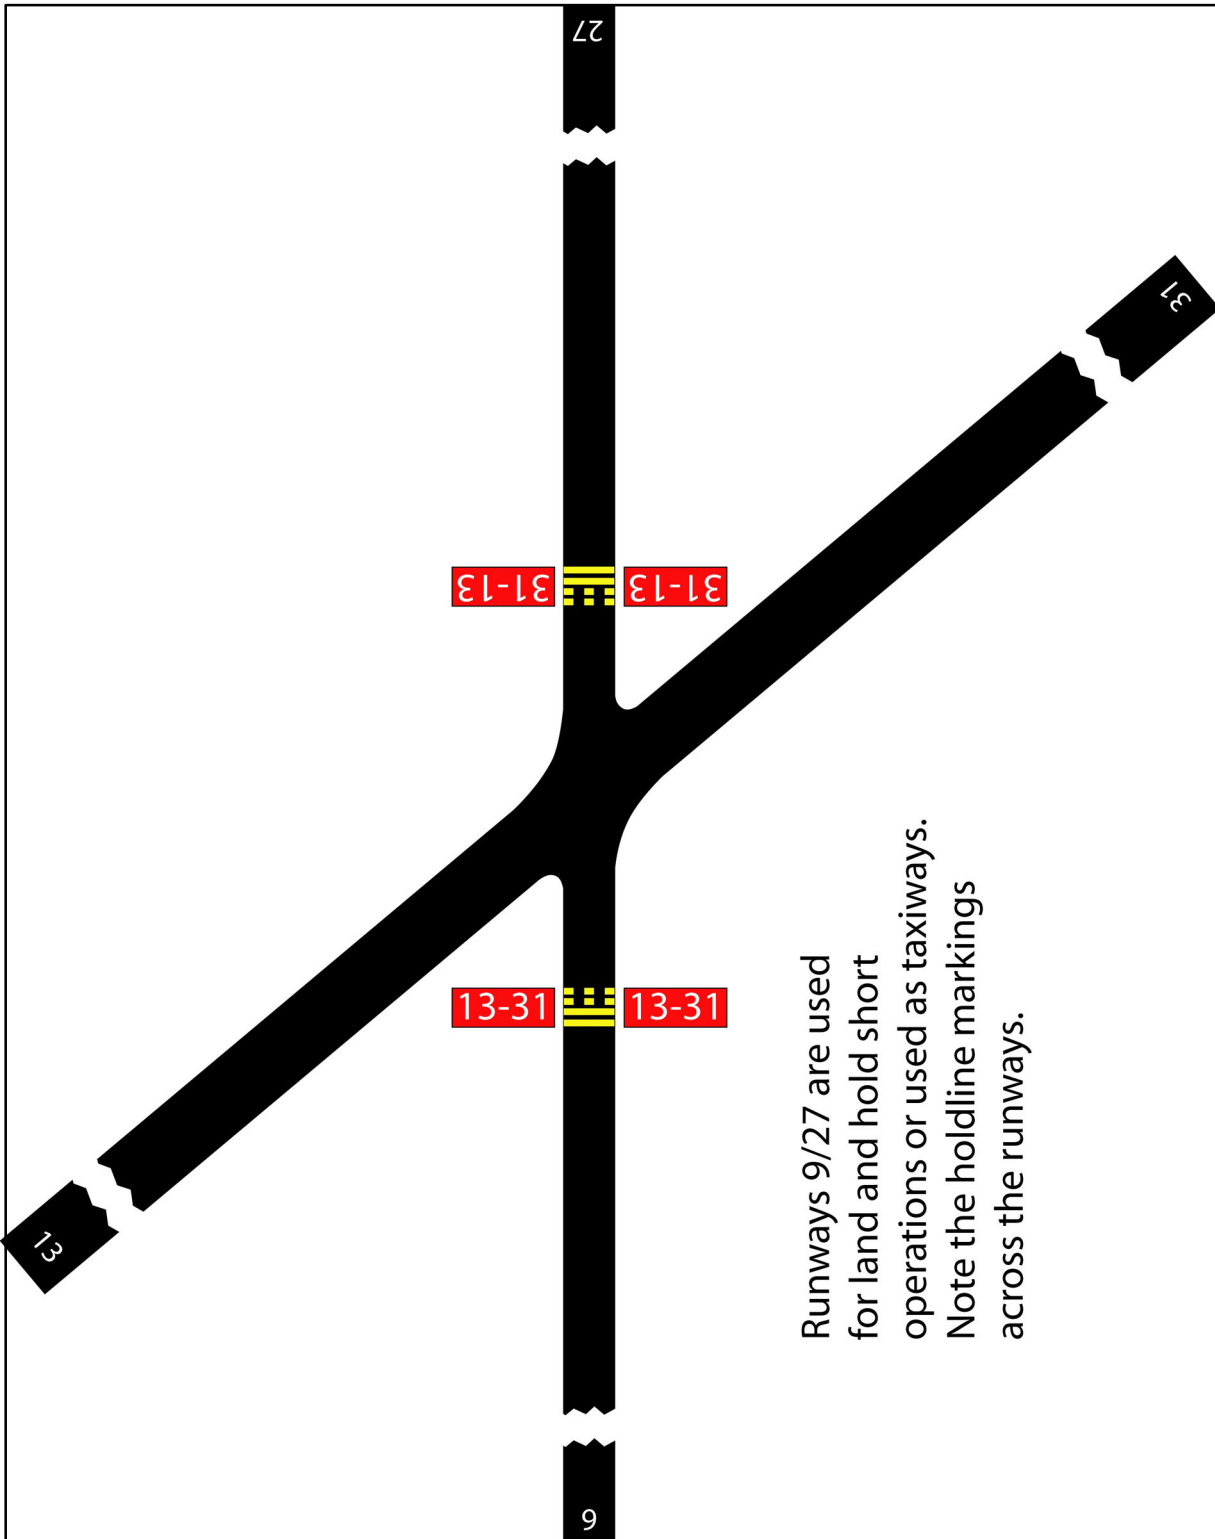 27
31
31-13
31-13
13-31
13-31
13
9
Runways 9/27 are used
for land and hold short
operations or used as taxiways.
Note the holdline markings
across the runways.